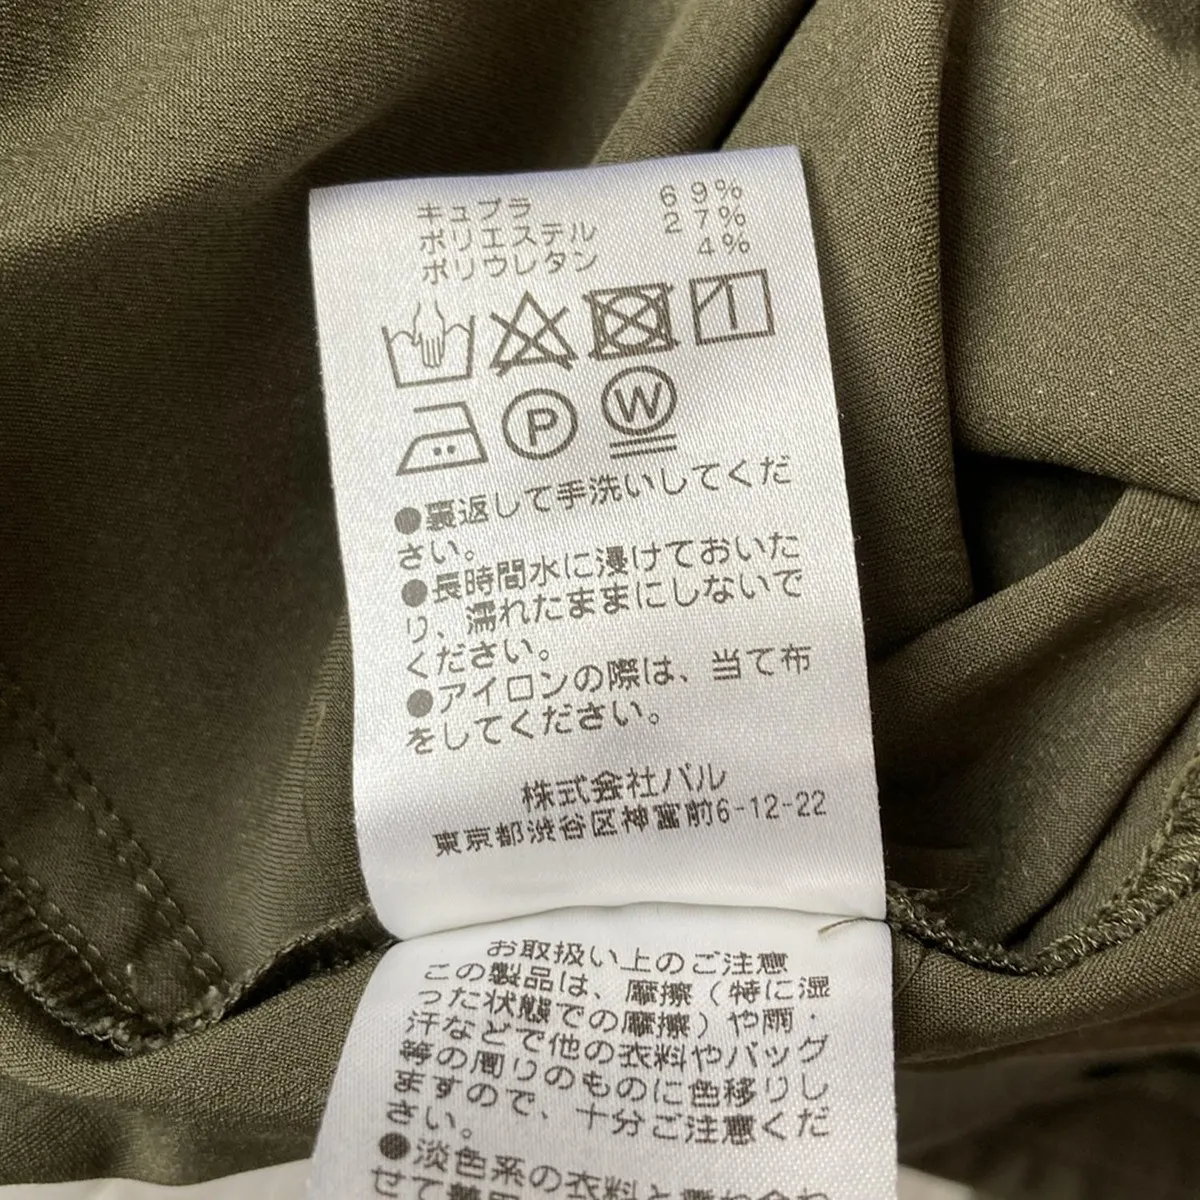 キュプラ 69%
ポリエステル 27%
ポリウレタン 4%
P W
●裏返して手洗いしてくだ
さい。
●長時間水に浸けておいた
り、濡れたままにしないで
ください。
●アイロンの際は、当て布
をしてください。
株式会社パル
東京都渋谷区神宮前6-12-22
お取扱い上のご注意
この製品は、摩擦(特に湿
った状態での摩擦)や雨・
汗などで他の衣料やバッグ
等の周りのものに色移りし
ますので、十分ご注意くだ
さい。
●淡色系の衣料と重ね合わ
せて着用